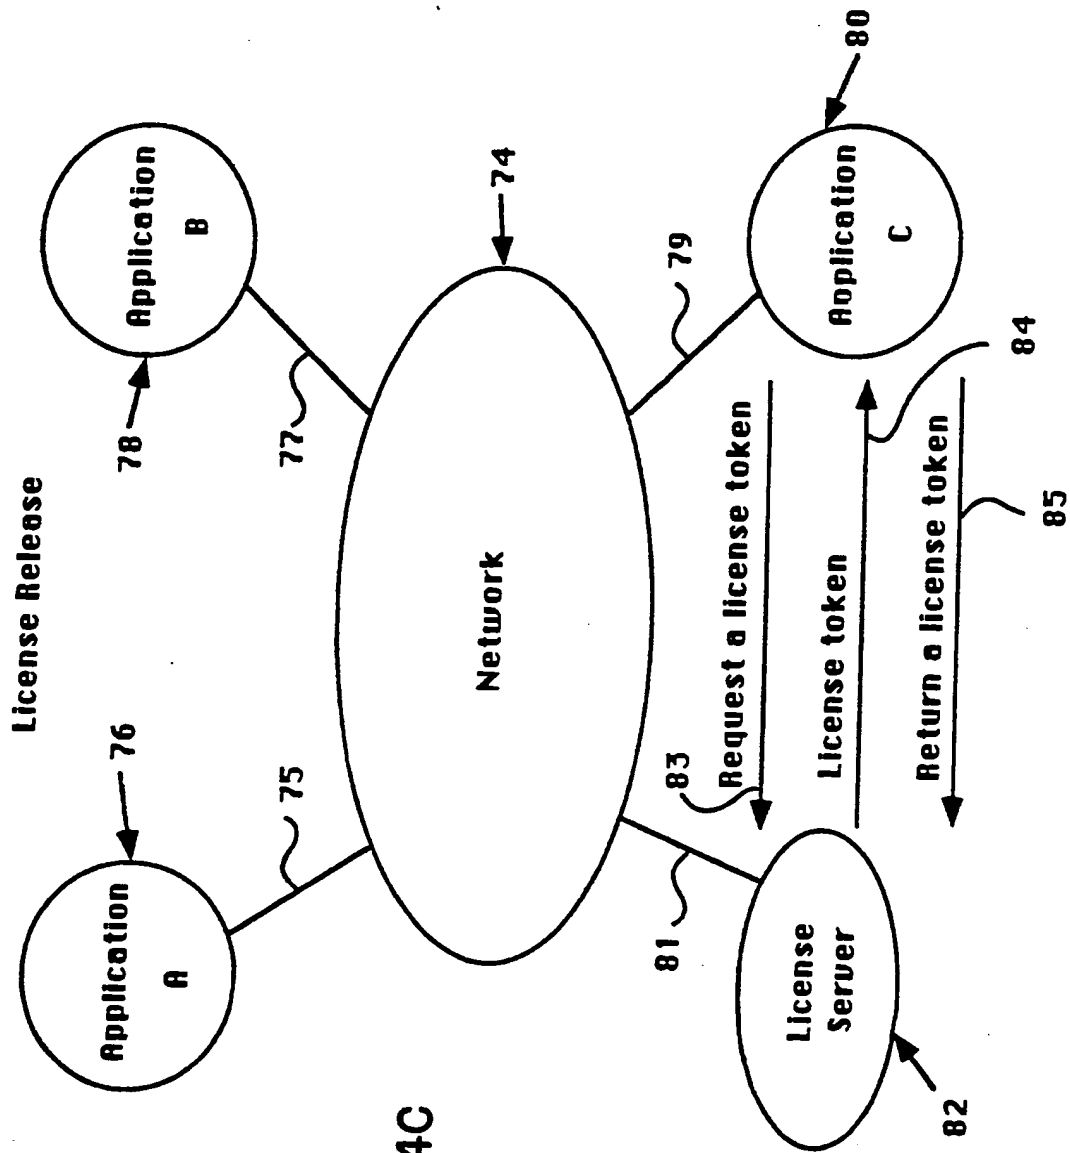 License Release
76
Application
A
75
78
Application
B
77
Network
74
81
License
Server
82
79
Application
C
80
83
Request a license token
License token
84
Return a license token
85
4C